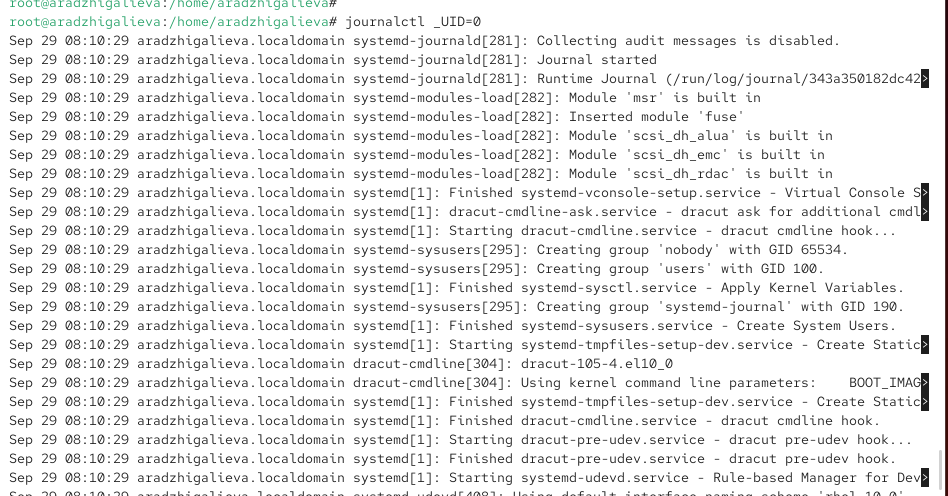 root@aradzhigalieva:/home/aradzhigalieva#
root@aradzhigalieva:/home/aradzhigalieva# journalctl _UID=0
Sep 29 08:10:29 aradzhigalieva.localdomain systemd-journald[281]: Collecting audit messages is disabled.
Sep 29 08:10:29 aradzhigalieva.localdomain systemd-journald[281]: Journal started
Sep 29 08:10:29 aradzhigalieva.localdomain systemd-journald[281]: Runtime Journal (/run/log/journal/343a350182dc42>
Sep 29 08:10:29 aradzhigalieva.localdomain systemd-modules-load[282]: Module 'msr' is built in
Sep 29 08:10:29 aradzhigalieva.localdomain systemd-modules-load[282]: Inserted module 'fuse'
Sep 29 08:10:29 aradzhigalieva.localdomain systemd-modules-load[282]: Module 'scsi_dh_alua' is built in
Sep 29 08:10:29 aradzhigalieva.localdomain systemd-modules-load[282]: Module 'scsi_dh_emc' is built in
Sep 29 08:10:29 aradzhigalieva.localdomain systemd-modules-load[282]: Module 'scsi_dh_rdac' is built in
Sep 29 08:10:29 aradzhigalieva.localdomain systemd[1]: Finished systemd-vconsole-setup.service - Virtual Console S>
Sep 29 08:10:29 aradzhigalieva.localdomain systemd[1]: dracut-cmdline-ask.service - dracut ask for additional cmdl>
Sep 29 08:10:29 aradzhigalieva.localdomain systemd[1]: Starting dracut-cmdline.service - dracut cmdline hook...
Sep 29 08:10:29 aradzhigalieva.localdomain systemd-sysusers[295]: Creating group 'nobody' with GID 65534.
Sep 29 08:10:29 aradzhigalieva.localdomain systemd-sysusers[295]: Creating group 'users' with GID 100.
Sep 29 08:10:29 aradzhigalieva.localdomain systemd[1]: Finished systemd-sysctl.service - Apply Kernel Variables.
Sep 29 08:10:29 aradzhigalieva.localdomain systemd-sysusers[295]: Creating group 'systemd-journal' with GID 190.
Sep 29 08:10:29 aradzhigalieva.localdomain systemd[1]: Finished systemd-sysusers.service - Create System Users.
Sep 29 08:10:29 aradzhigalieva.localdomain systemd[1]: Starting systemd-tmpfiles-setup-dev.service - Create Static>
Sep 29 08:10:29 aradzhigalieva.localdomain dracut-cmdline[304]: dracut-105-4.el10_0
Sep 29 08:10:29 aradzhigalieva.localdomain dracut-cmdline[304]: Using kernel command line parameters:    BOOT_IMAG>
Sep 29 08:10:29 aradzhigalieva.localdomain systemd[1]: Finished systemd-tmpfiles-setup-dev.service - Create Static>
Sep 29 08:10:29 aradzhigalieva.localdomain systemd[1]: Finished dracut-cmdline.service - dracut cmdline hook.
Sep 29 08:10:29 aradzhigalieva.localdomain systemd[1]: Starting dracut-pre-udev.service - dracut pre-udev hook...
Sep 29 08:10:29 aradzhigalieva.localdomain systemd[1]: Finished dracut-pre-udev.service - dracut pre-udev hook.
Sep 29 08:10:29 aradzhigalieva.localdomain systemd[1]: Starting systemd-udevd.service - Rule-based Manager for Dev>
Sep 29 08:10:29 aradzhigalieva.localdomain systemd-udevd[408]: Using default interface naming scheme 'rhel-10.0'